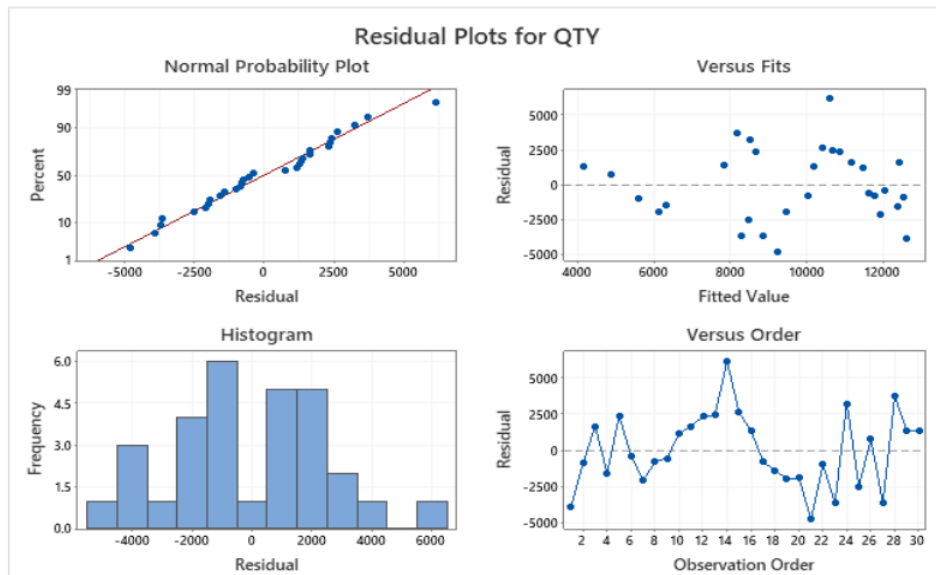 Residual Plots for QTY
Normal Probability Plot
Versus Fits
99
90
50
10
1
Percent
-5000 -2500 0 2500 5000
Residual
5000
2500
0
-2500
-5000
Residual
4000 6000 8000 10000 12000
Fitted Value
Histogram
Versus Order
6.0
4.5
3.0
1.5
0.0
Frequency
-4000 -2000 0 2000 4000 6000
Residual
5000
2500
0
-2500
-5000
Residual
2 4 6 8 10 12 14 16 18 20 22 24 26 28 30
Observation Order